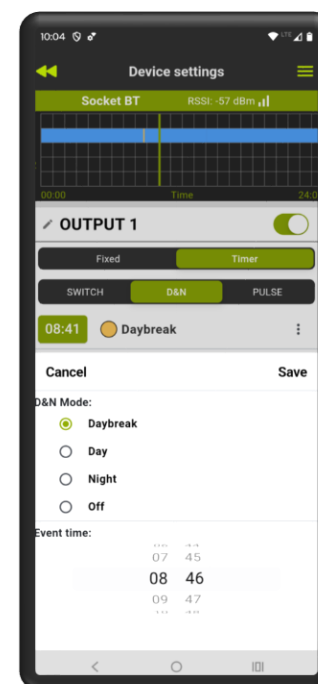 10:04 LTE
Device settings
Socket BT RSSI: -57 dBm
00:00 Time 24:0
OUTPUT 1
Fixed Timer
SWITCH D&N PULSE
08:41 Daybreak
Cancel Save
D&N Mode:
Daybreak
Day
Night
Off
Event time:
07 45
08 46
09 47